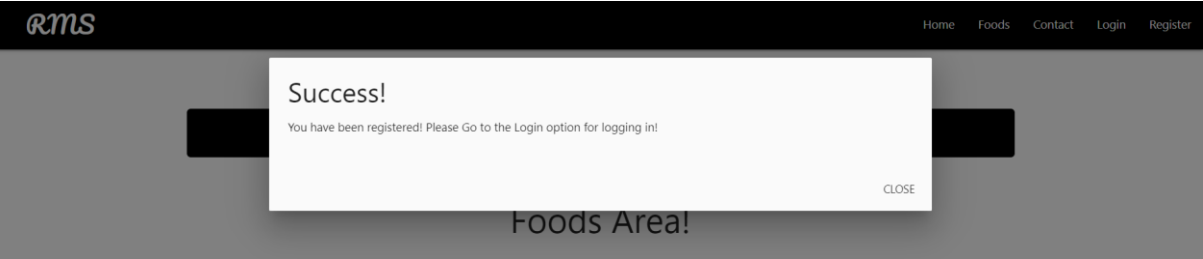 RMS
Home Foods Contact Login Register
Success!
You have been registered! Please Go to the Login option for logging in!
CLOSE
Foods Area!